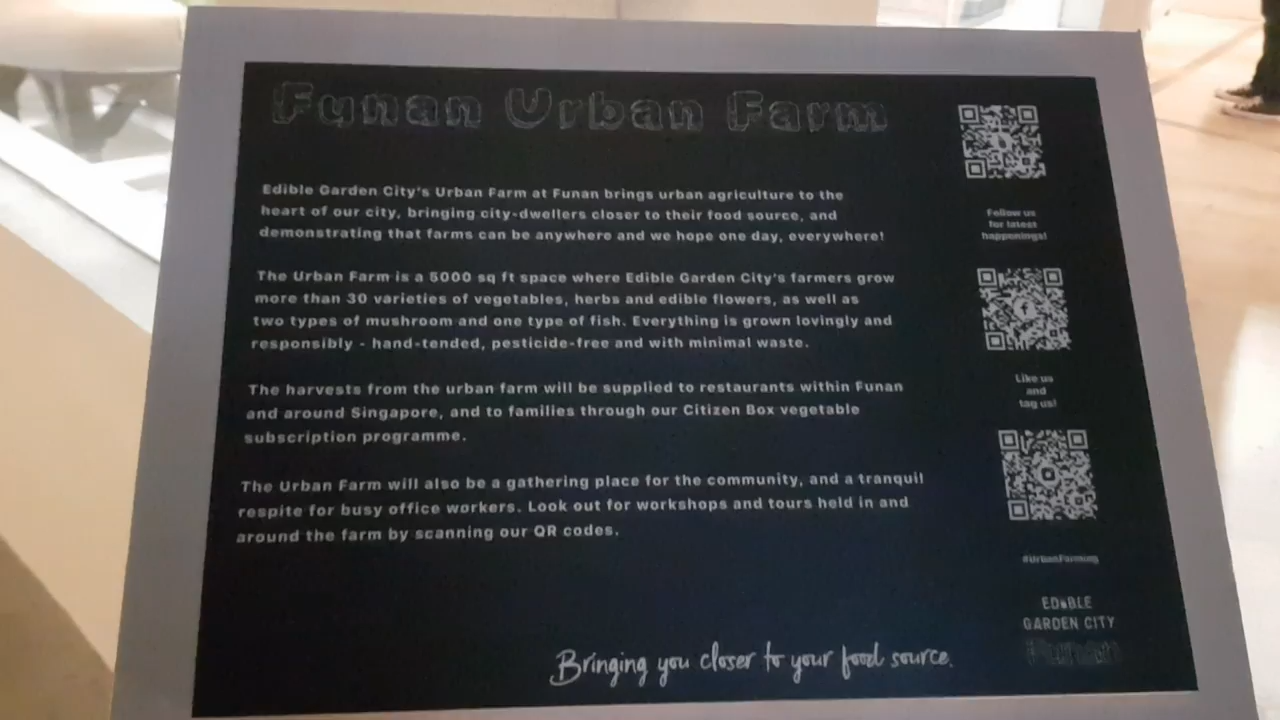 Funan Urban Farm
Edible Garden City's Urban Farm at Funan brings urban agriculture to the
heart of our city, bringing city-dwellers closer to their food source, and
demonstrating that farms can be anywhere and we hope one day, everywhere!
The Urban Farm is a 5000 sq ft space where Edible Garden City's farmers grow
more than 30 varieties of vegetables, herbs and edible flowers, as well as
two types of mushroom and one type of fish. Everything is grown lovingly and
responsibly - hand-tended, pesticide-free and with minimal waste.
The harvests from the urban farm will be supplied to restaurants within Funan
and around Singapore, and to families through our Citizen Box vegetable
subscription programme.
The Urban Farm will also be a gathering place for the community, and a tranquil
respite for busy office workers. Look out for workshops and tours held in and
around the farm by scanning our QR codes.
Bringing you closer to your food source.
Follow us
for latest
happenings!
Like us
and
tag us!
#UrbanFarming
EDIBLE
GARDEN CITY